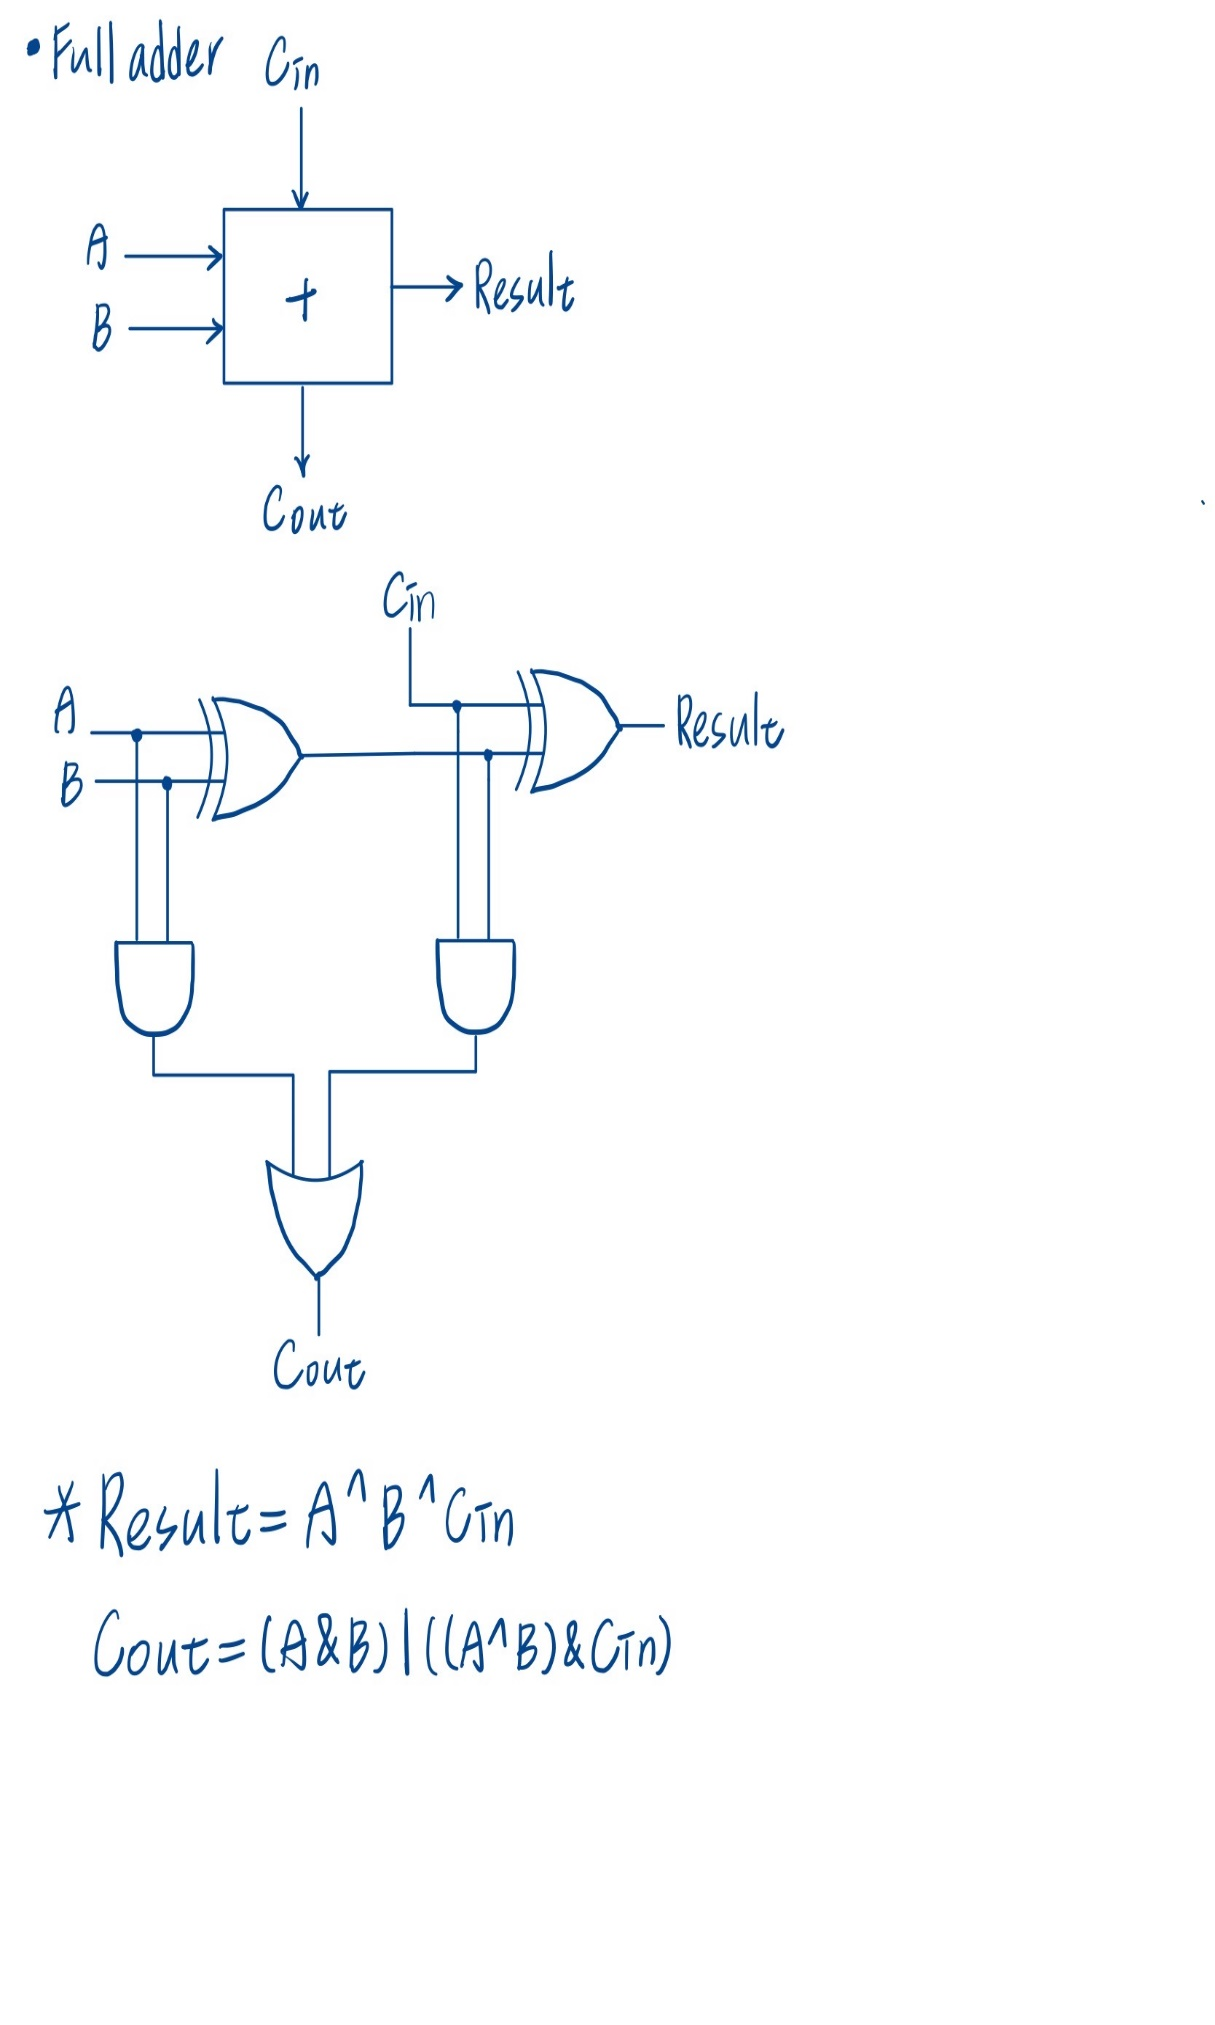 •Full adder Cin
A
+
Result
B
Cout
Cin
A
Result
B
Cout
*Result=A^B^Cin
Cout=(A&B)|((A^B)&Cin)